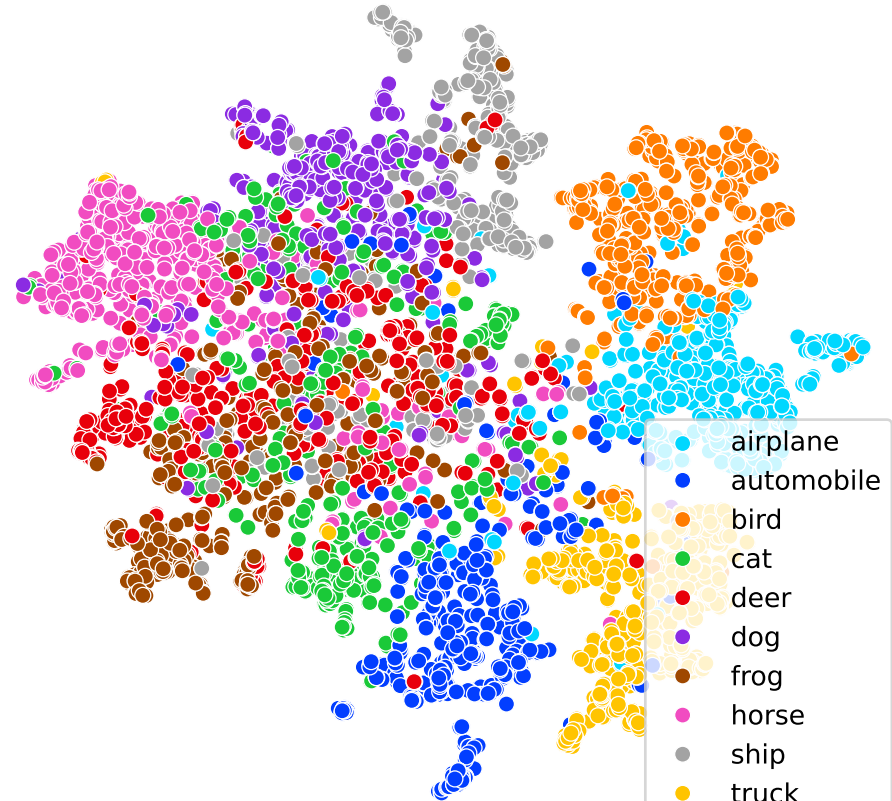 airplane
automobile
bird
cat
deer
dog
frog
horse
ship
truck